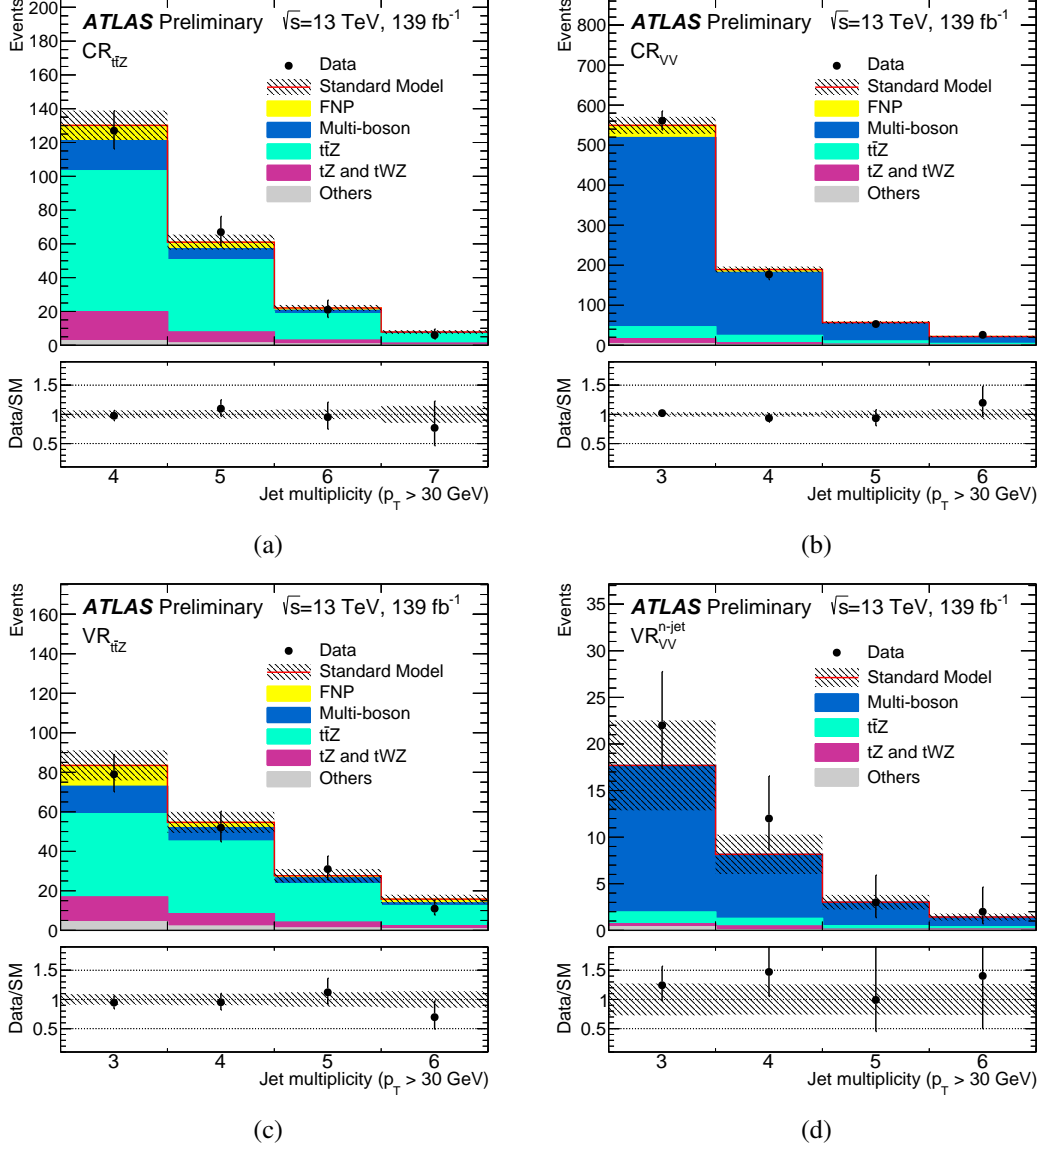 ATLAS Preliminary √s=13 TeV, 139 fb⁻¹
CR_tt̄Z
Events
200
180
160
140
120
100
80
60
40
20
0
Data
Standard Model
FNP
Multi-boson
tt̄Z
tZ and tWZ
Others
Data/SM
1.5
1
0.5
4 5 6 7
Jet multiplicity (p_T > 30 GeV)
(a)
ATLAS Preliminary √s=13 TeV, 139 fb⁻¹
CR_VV
Events
800
700
600
500
400
300
200
100
0
Data
Standard Model
FNP
Multi-boson
tt̄Z
tZ and tWZ
Others
Data/SM
1.5
1
0.5
3 4 5 6
Jet multiplicity (p_T > 30 GeV)
(b)
ATLAS Preliminary √s=13 TeV, 139 fb⁻¹
VR_tt̄Z
Events
160
140
120
100
80
60
40
20
0
Data
Standard Model
FNP
Multi-boson
tt̄Z
tZ and tWZ
Others
Data/SM
1.5
1
0.5
3 4 5 6
Jet multiplicity (p_T > 30 GeV)
(c)
ATLAS Preliminary √s=13 TeV, 139 fb⁻¹
VR_VV^n-jet
Events
35
30
25
20
15
10
5
0
Data
Standard Model
Multi-boson
tt̄Z
tZ and tWZ
Others
Data/SM
1.5
1
0.5
3 4 5 6
Jet multiplicity (p_T > 30 GeV)
(d)